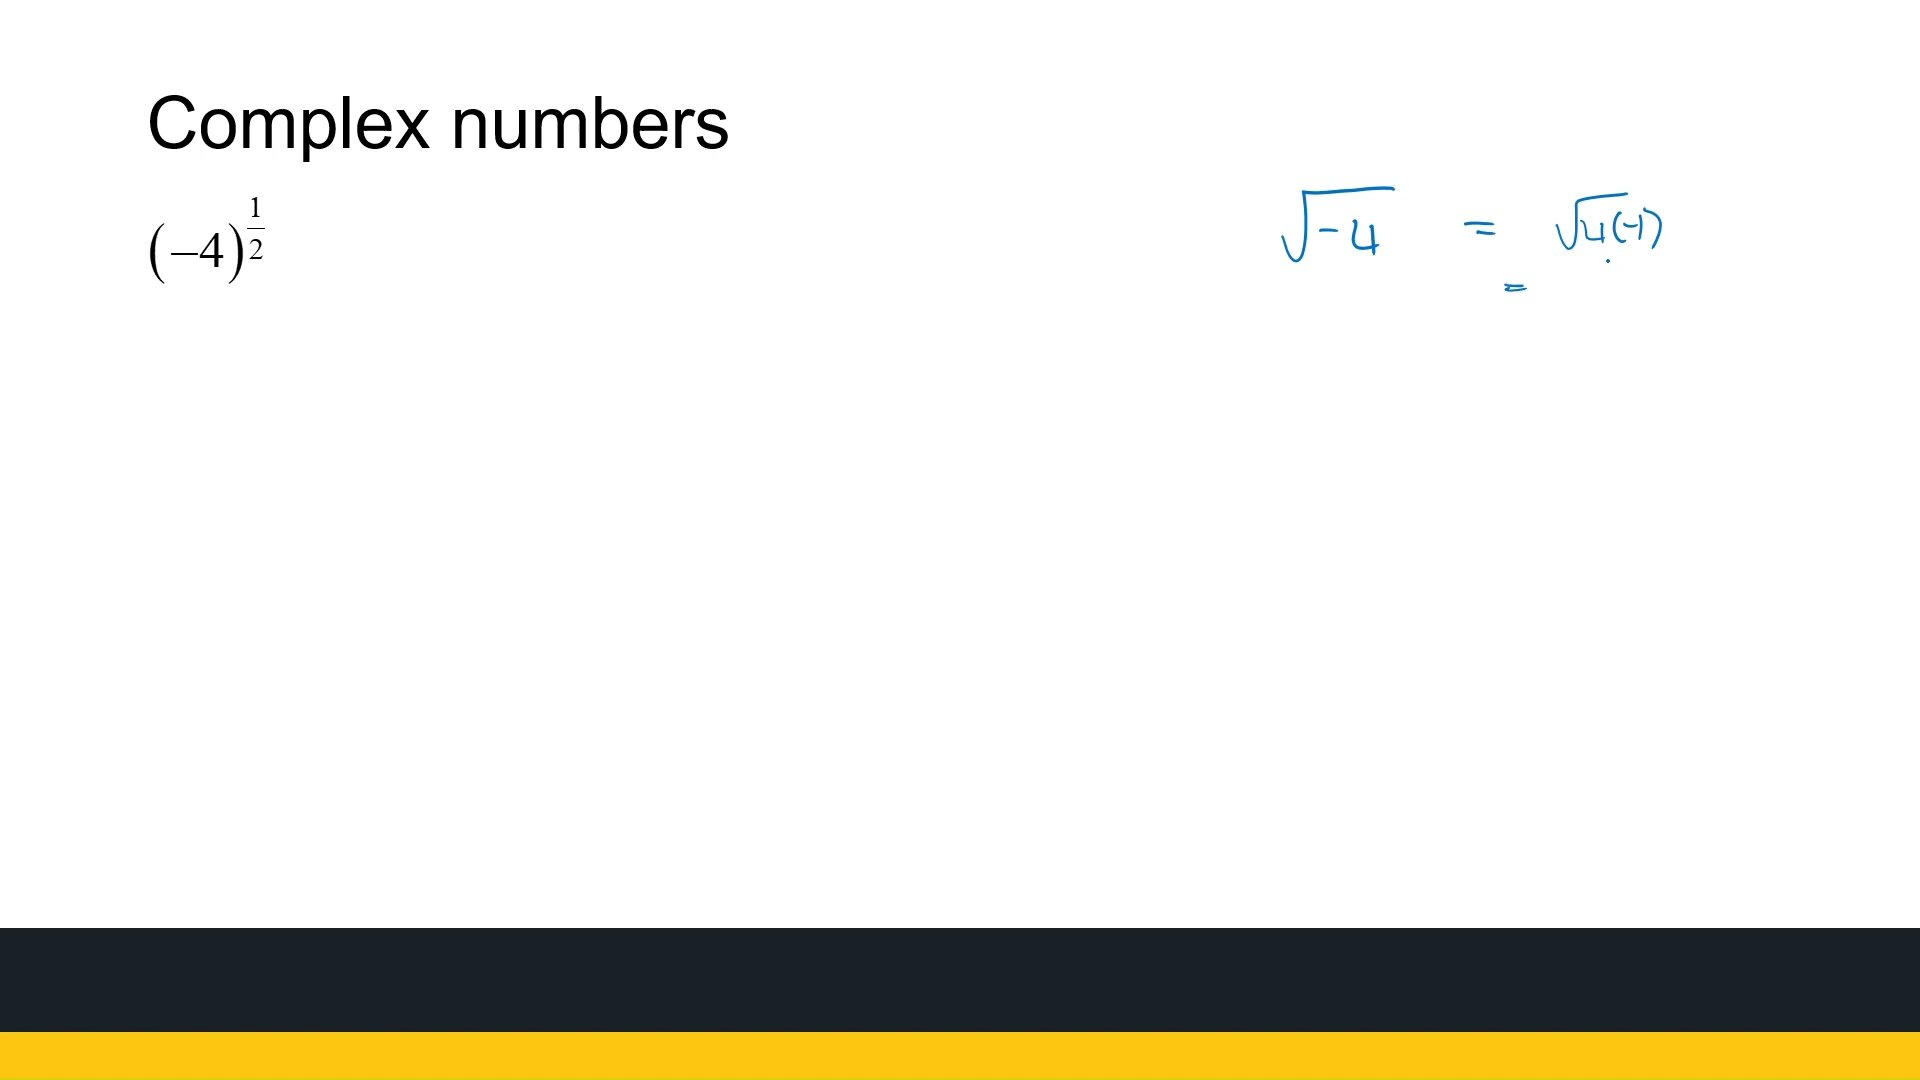 Complex numbers
(−4)^(1/2)
√-4 = √4(-1)
=